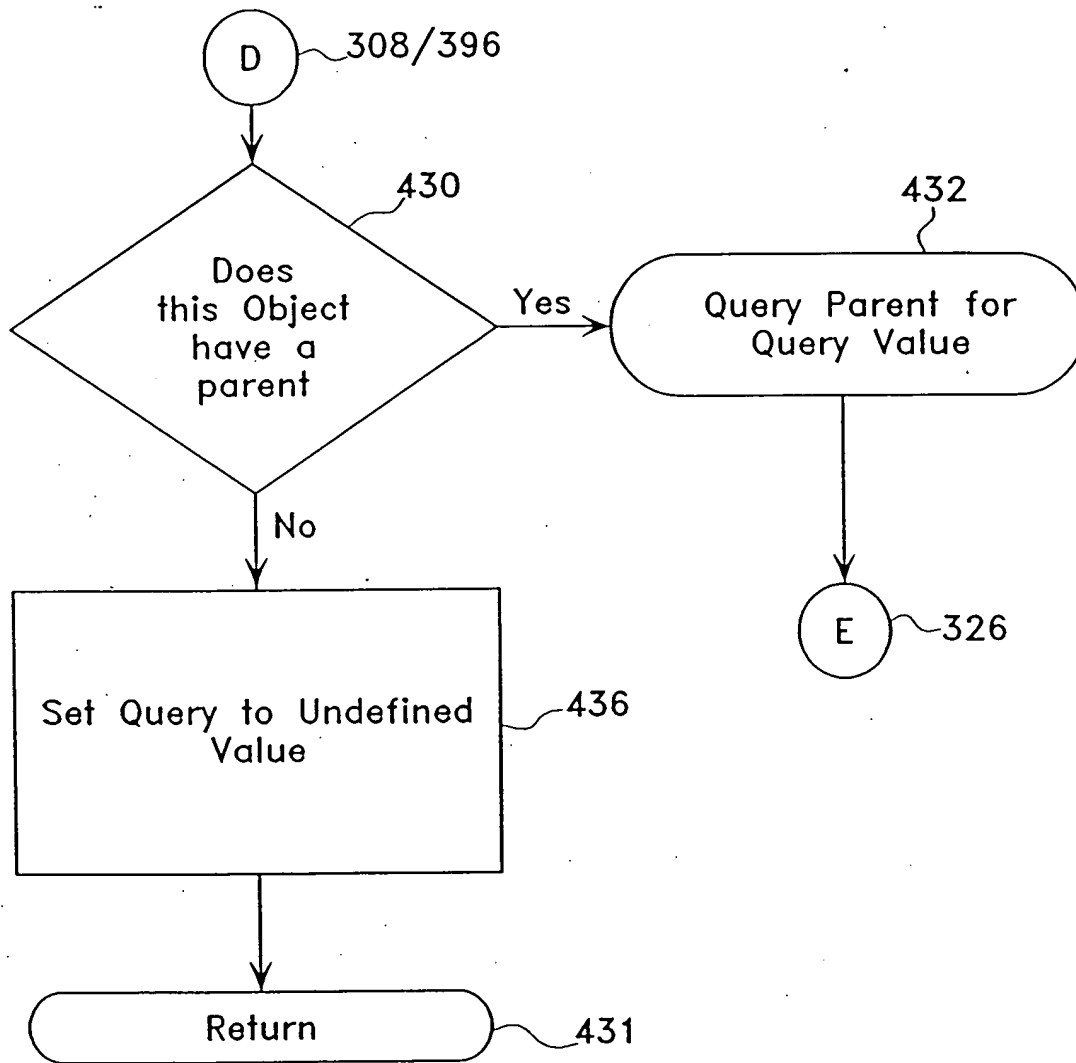 D
308/396
430
Does
this Object
have a
parent
Yes
432
Query Parent for
Query Value
No
E
326
Set Query to Undefined
Value
436
Return
431